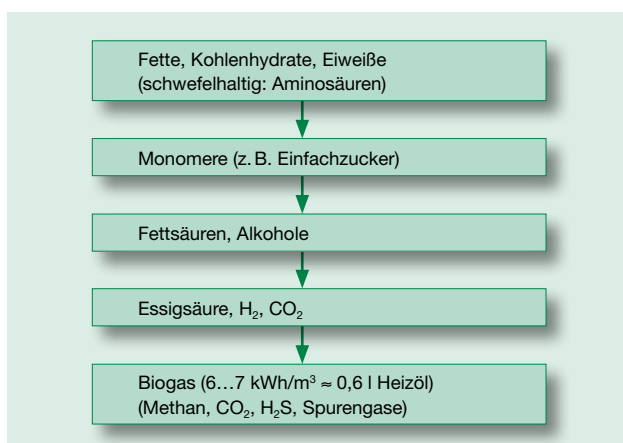 Fette, Kohlenhydrate, Eiweiße
(schwefelhaltig: Aminosäuren)
Monomere (z. B. Einfachzucker)
Fettsäuren, Alkohole
Essigsäure, H₂, CO₂
Biogas (6…7 kWh/m³ ≈ 0,6 l Heizöl)
(Methan, CO₂, H₂S, Spurengase)